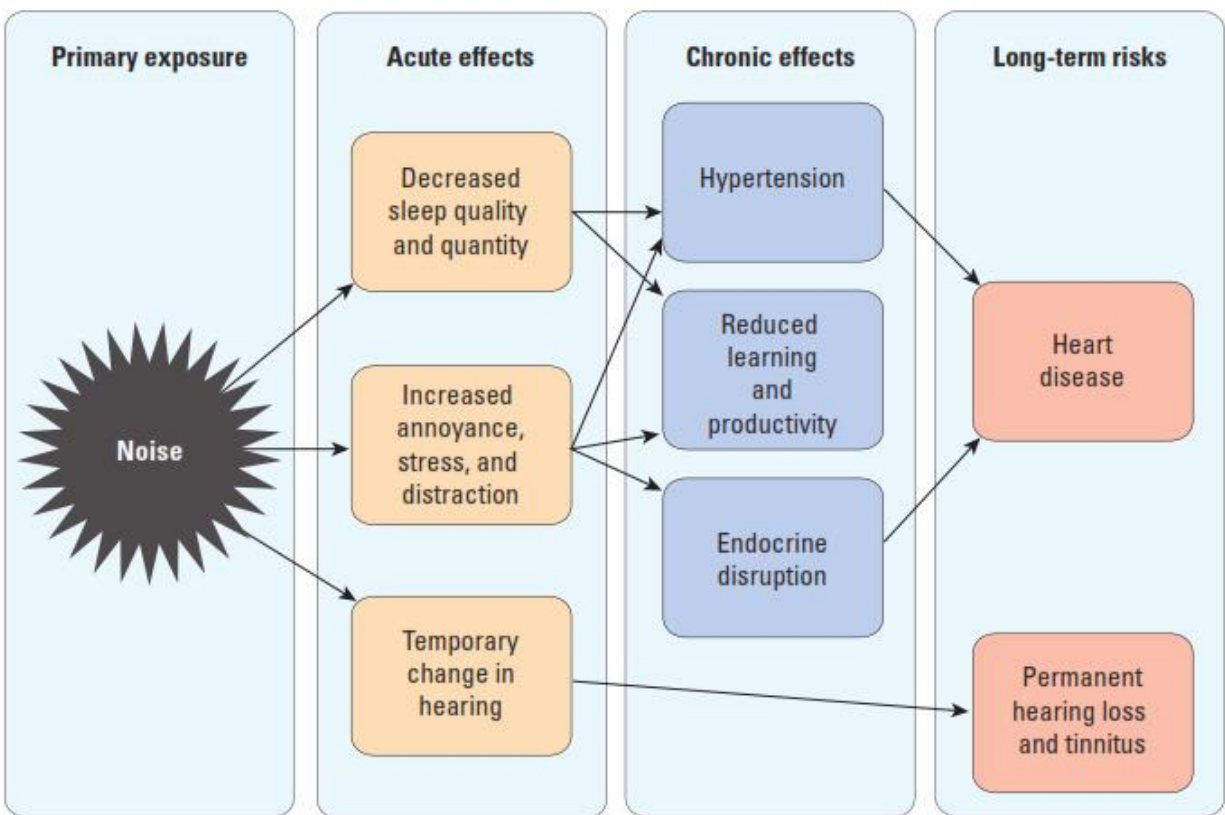 Primary exposure
Acute effects
Chronic effects
Long-term risks
Noise
Decreased
sleep quality
and quantity
Increased
annoyance,
stress, and
distraction
Temporary
change in
hearing
Hypertension
Reduced
learning
and
productivity
Endocrine
disruption
Heart
disease
Permanent
hearing loss
and tinnitus